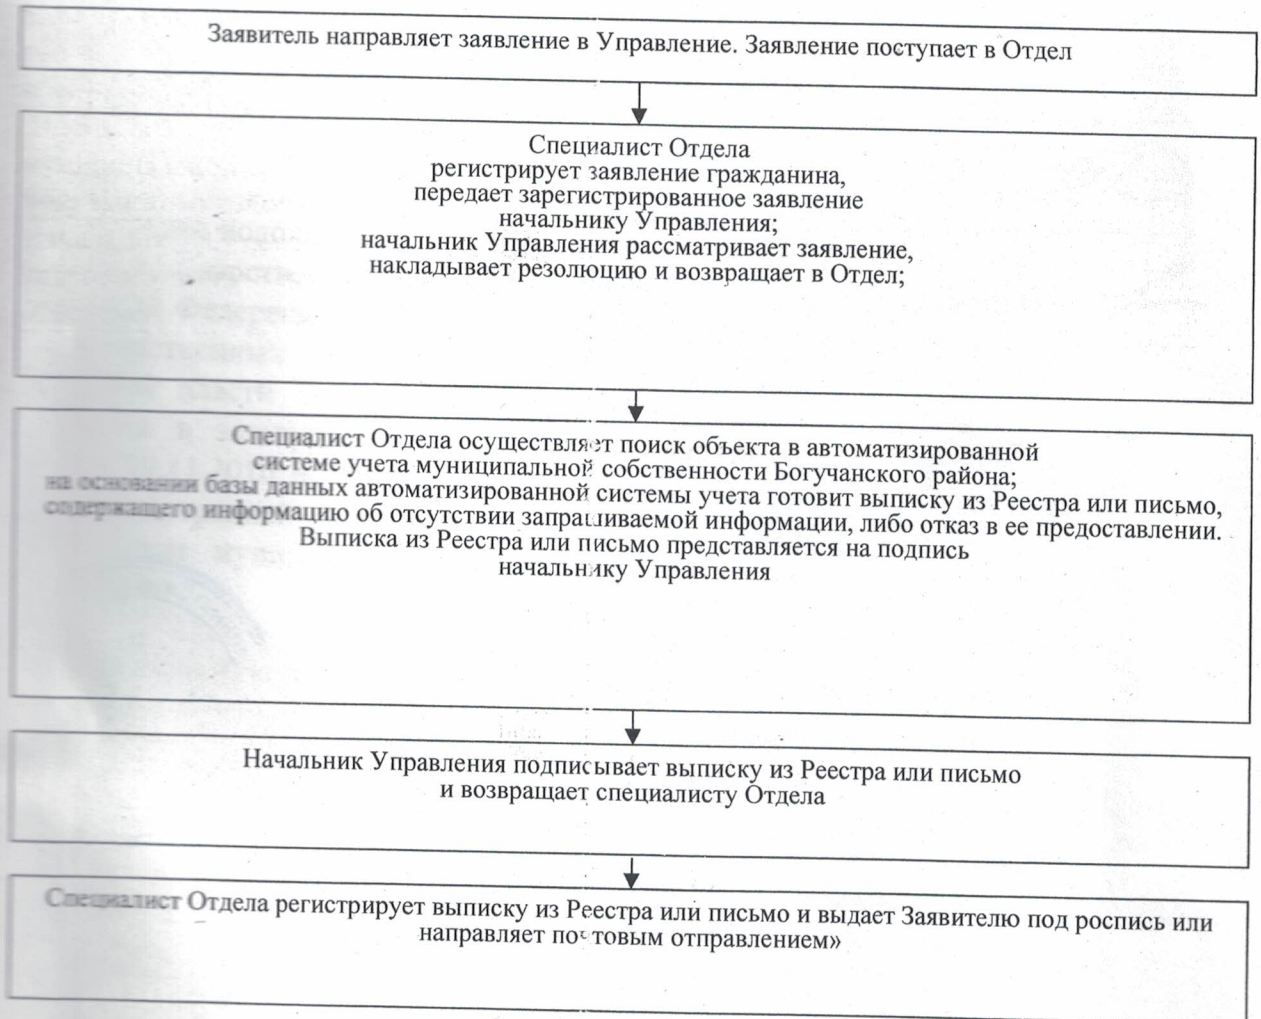 Заявитель направляет заявление в Управление. Заявление поступает в Отдел
Специалист Отдела
регистрирует заявление гражданина,
передает зарегистрированное заявление
начальнику Управления;
начальник Управления рассматривает заявление,
накладывает резолюцию и возвращает в Отдел;
Специалист Отдела осуществляет поиск объекта в автоматизированной
системе учета муниципальной собственности Богучанского района;
на основании базы данных автоматизированной системы учета готовит выписку из Реестра или письмо,
содержащего информацию об отсутствии запрашиваемой информации, либо отказ в ее предоставлении.
Выписка из Реестра или письмо представляется на подпись
начальнику Управления
Начальник Управления подписывает выписку из Реестра или письмо
и возвращает специалисту Отдела
Специалист Отдела регистрирует выписку из Реестра или письмо и выдает Заявителю под роспись или
направляет почтовым отправлением»